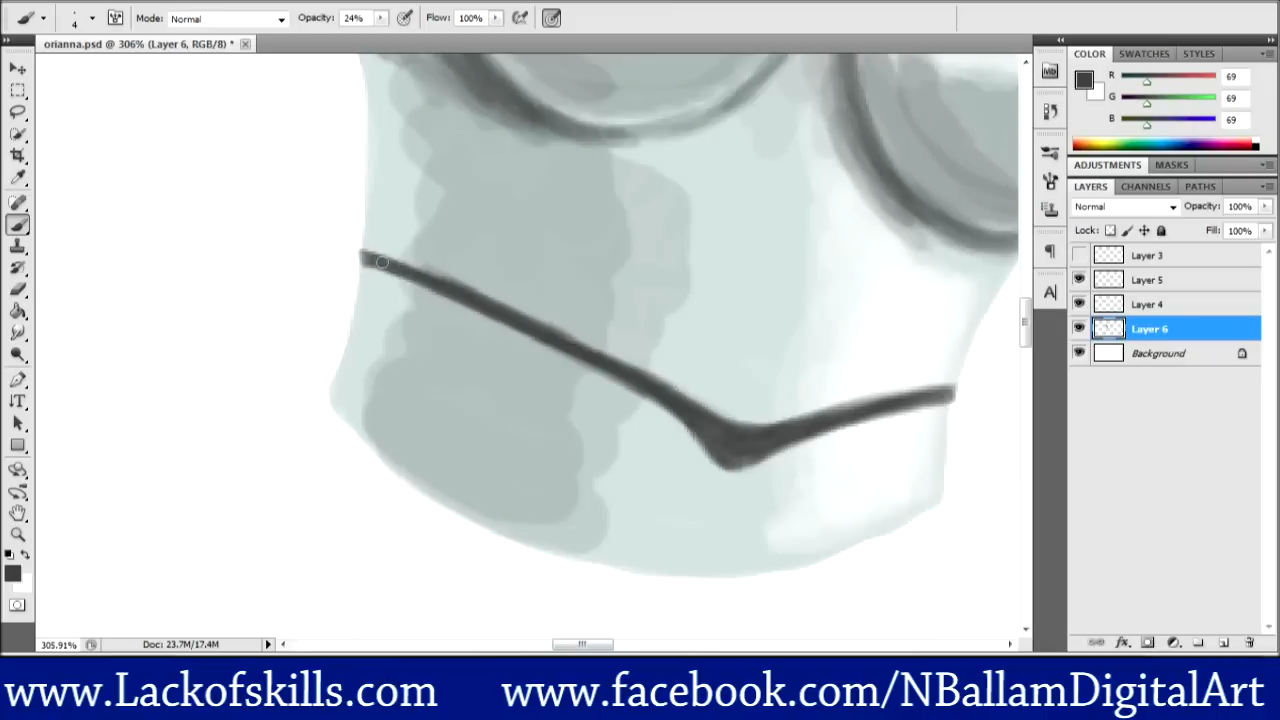 4 Mode: Normal Opacity: 24% Flow: 100%
orianna.psd @ 306% (Layer 6, RGB/8) *
COLOR SWATCHES STYLES
R 69
G 69
B 69
ADJUSTMENTS MASKS
LAYERS CHANNELS PATHS
Normal Opacity: 100%
Lock: Fill: 100%
Layer 3
Layer 5
Layer 4
Layer 6
Background
305.91% Doc: 23.7M/17.4M
www.Lackofskills.com www.facebook.com/NBallamDigitalArt